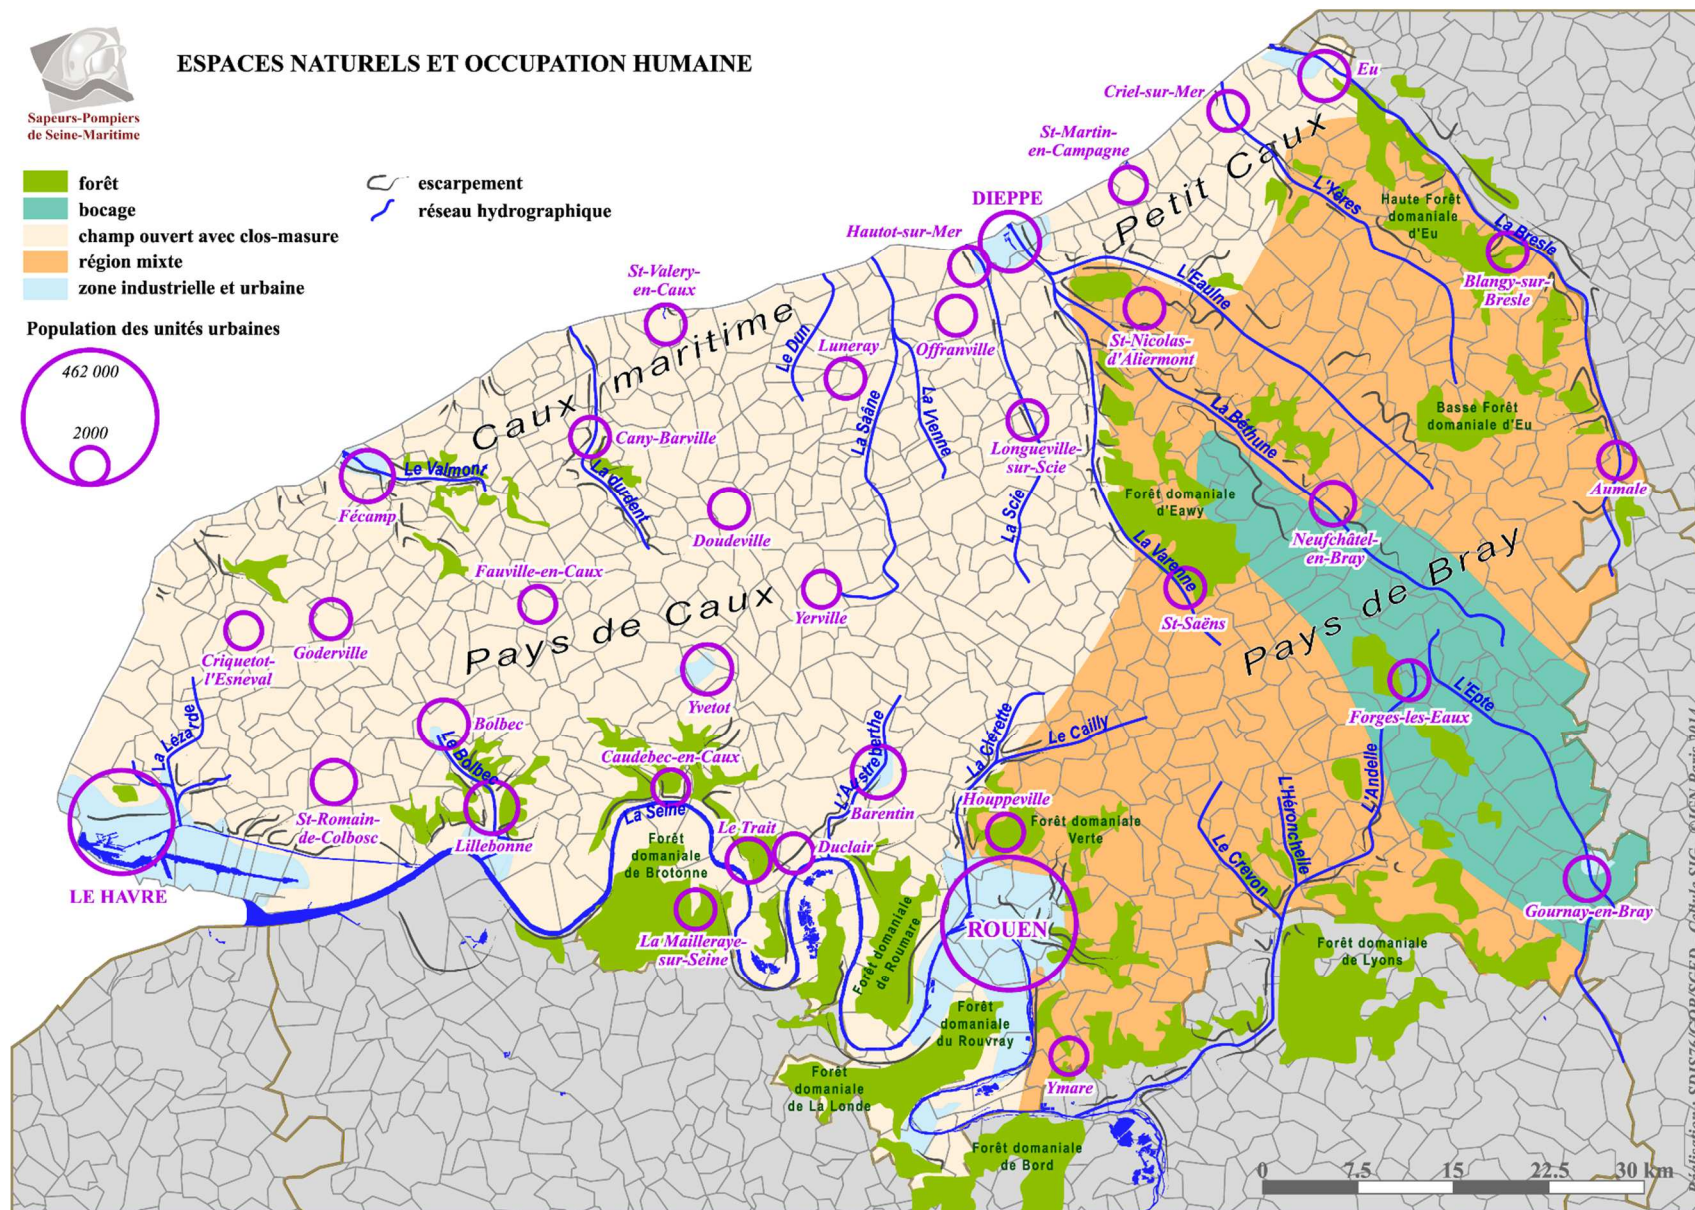 ESPACES NATURELS ET OCCUPATION HUMAINE
Sapeurs-Pompiers
de Seine-Maritime
forêt
bocage
champ ouvert avec clos-masure
région mixte
zone industrielle et urbaine
escarpement
réseau hydrographique
Population des unités urbaines
462 000
2000
Eu
Criel-sur-Mer
St-Martin-
en-Campagne
Petit Caux
DIEPPE
Hautot-sur-Mer
L'Yères
Haute Forêt
domaniale
d'Eu
La Bresle
Blangy-sur-
Bresle
St-Valery-
en-Caux
L'Eaulne
Caux maritime
Le Dun
Luneray
Offranville
St-Nicolas-
d'Aliermont
La Saâne
La Vienne
La Béthune
Basse Forêt
domaniale d'Eu
Cany-Barville
Longueville-
sur-Scie
Le Valmont
La durdent
Fécamp
La Scie
Forêt domaniale
d'Eawy
Aumale
Doudeville
Neufchâtel-
en-Bray
La Varenne
Fauville-en-Caux
Pays de Caux
Yerville
St-Saëns
Pays de Bray
Criquetot-
l'Esneval
Goderville
Yvetot
Forges-les-Eaux
L'Epte
La Lézarde
Bolbec
Le Bolbec
Caudebec-en-Caux
L'Austreberthe
La Clérette
Le Cailly
L'Andelle
L'Héronchelle
Le Crevon
St-Romain-
de-Colbosc
Lillebonne
La Seine
Barentin
Houppeville
Forêt domaniale
Verte
Le Trait
Duclair
Forêt
domaniale
de Brotonne
LE HAVRE
La Mailleraye-
sur-Seine
Forêt domaniale
de Roumare
ROUEN
Gournay-en-Bray
Forêt domaniale
de Lyons
Forêt
domaniale
du Rouvray
Ymare
Forêt
domaniale
de La Londe
Forêt domaniale
de Bord
0 7.5 15 22.5 30 km